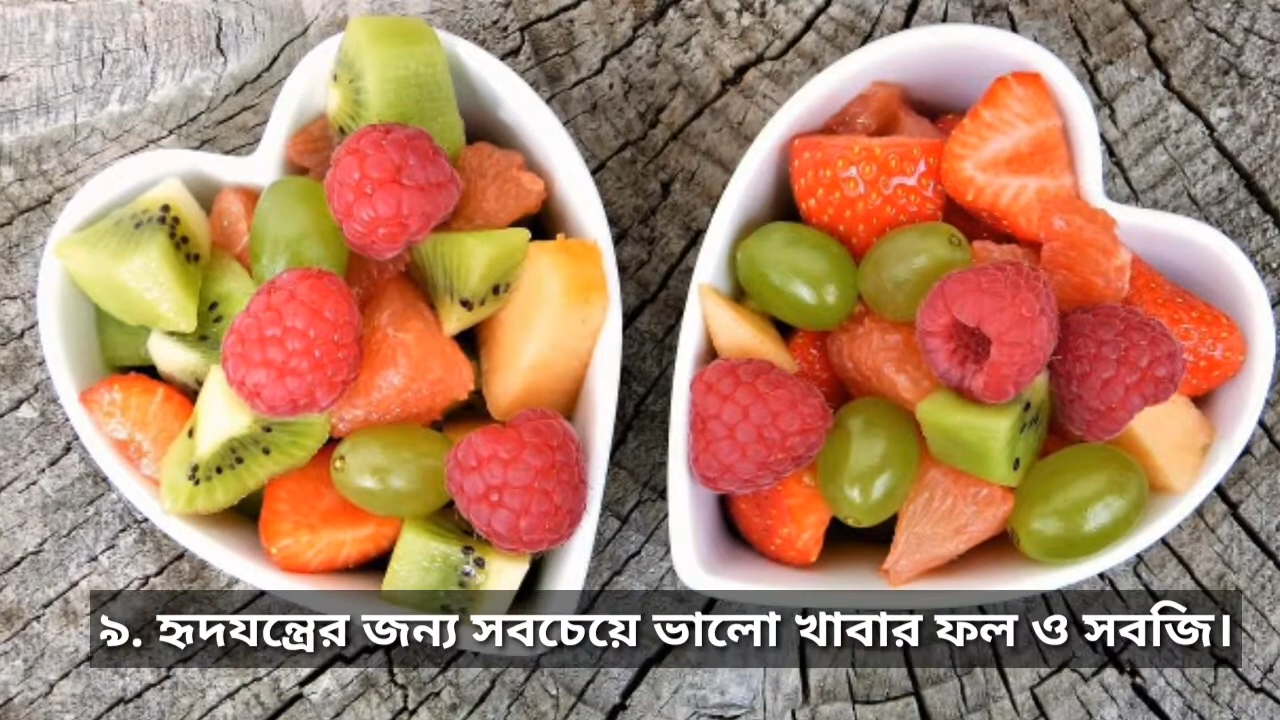 ৯. হৃদযন্ত্রের জন্য সবচেয়ে ভালো খাবার ফল ও সবজি।